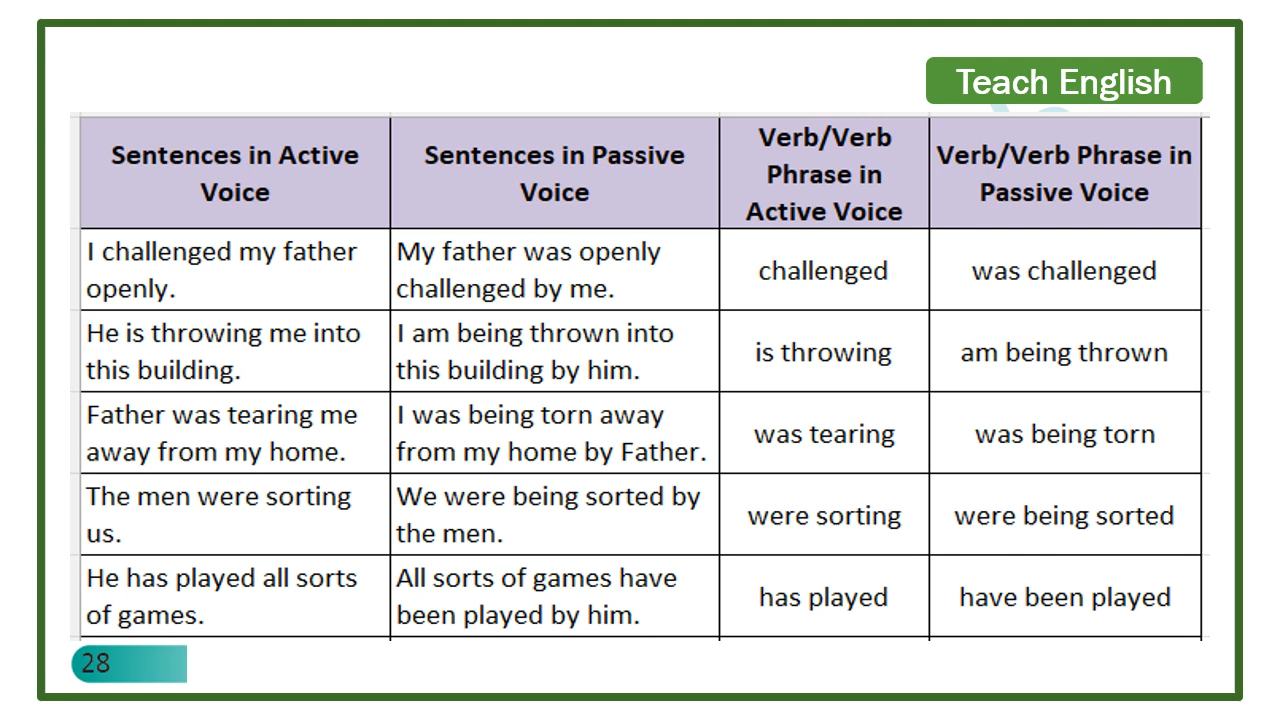 Teach English
Sentences in Active
Voice
Sentences in Passive
Voice
Verb/Verb
Phrase in
Active Voice
Verb/Verb Phrase in
Passive Voice
I challenged my father
openly.
My father was openly
challenged by me.
challenged
was challenged
He is throwing me into
this building.
I am being thrown into
this building by him.
is throwing
am being thrown
Father was tearing me
away from my home.
I was being torn away
from my home by Father.
was tearing
was being torn
The men were sorting
us.
We were being sorted by
the men.
were sorting
were being sorted
He has played all sorts
of games.
All sorts of games have
been played by him.
has played
have been played
28